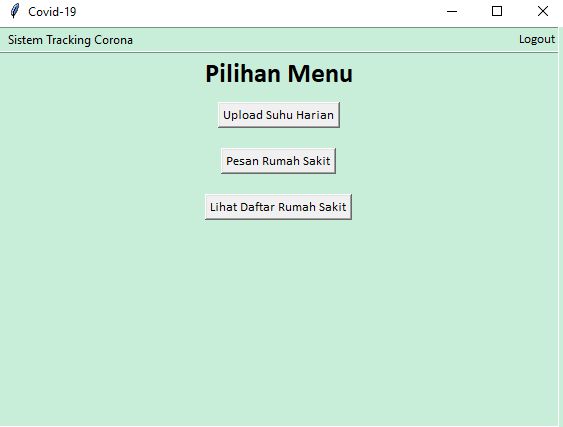 Covid-19
Sistem Tracking Corona Logout
Pilihan Menu
Upload Suhu Harian
Pesan Rumah Sakit
Lihat Daftar Rumah Sakit